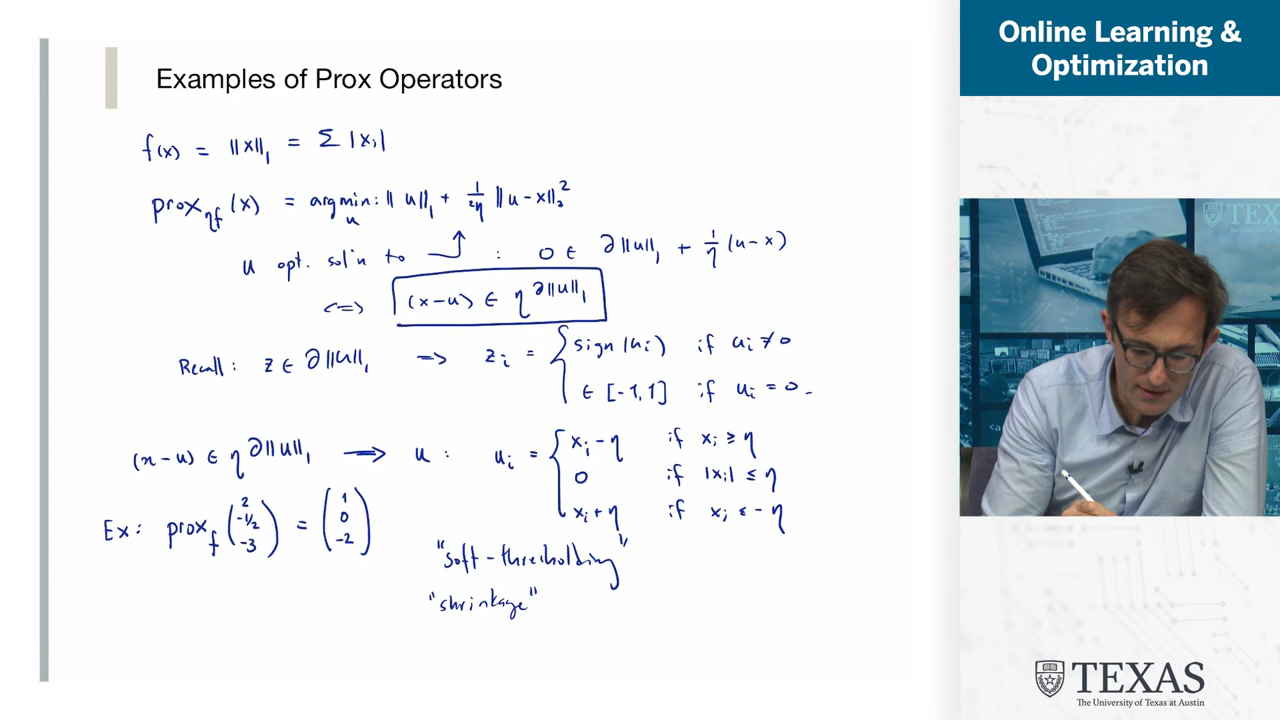 Examples of Prox Operators
f(x) = ||x||₁ = Σ |xᵢ|
prox_ηf (x) = argmin_u : ||u||₁ + 1/2η ||u - x||₂²
u opt. sol'n to : 0 ∈ ∂||u||₁ + 1/η (u - x)
<=> (x - u) ∈ η ∂||u||₁
Recall: z ∈ ∂||u||₁ => zᵢ = { sign(uᵢ) if uᵢ ≠ 0
∈ [-1, 1] if uᵢ = 0.
(x - u) ∈ η ∂||u||₁ => u : uᵢ = { xᵢ - η if xᵢ ≥ η
0 if |xᵢ| ≤ η
xᵢ + η if xᵢ ≤ - η
Ex: prox_f (2 -1/2 -3) = (1 0 -2)
"soft-thresholding"
"shrinkage"
Online Learning &
Optimization
TEX
TEXAS
The University of Texas at Austin